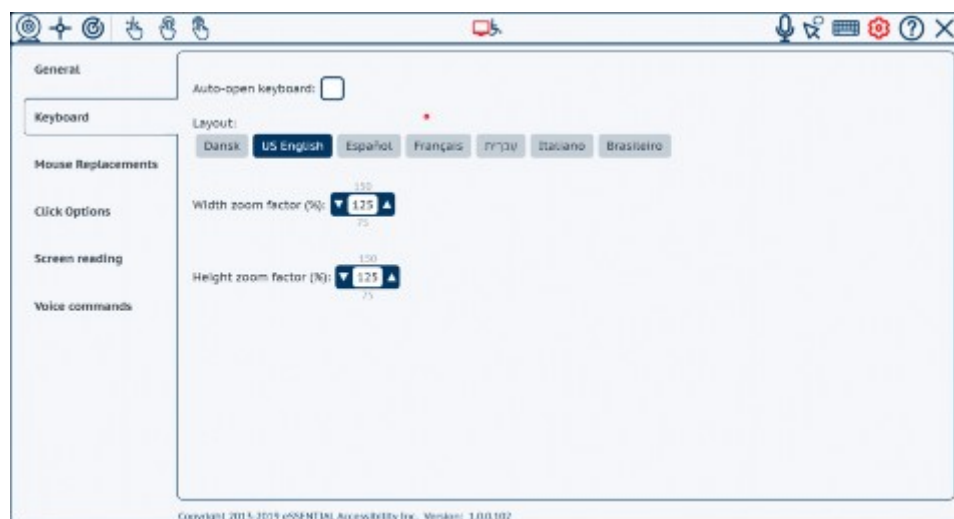 General
Keyboard
Mouse Replacements
Click Options
Screen reading
Voice commands
Auto-open keyboard:
Layout:
Dansk US English Español Français עברית Italiano Brasileiro
150
Width zoom factor (%): 125
75
150
Height zoom factor (%): 125
75
Copyright 2013-2019 eSSENTIAL Accessibility Inc. Version: 1.0.0.102